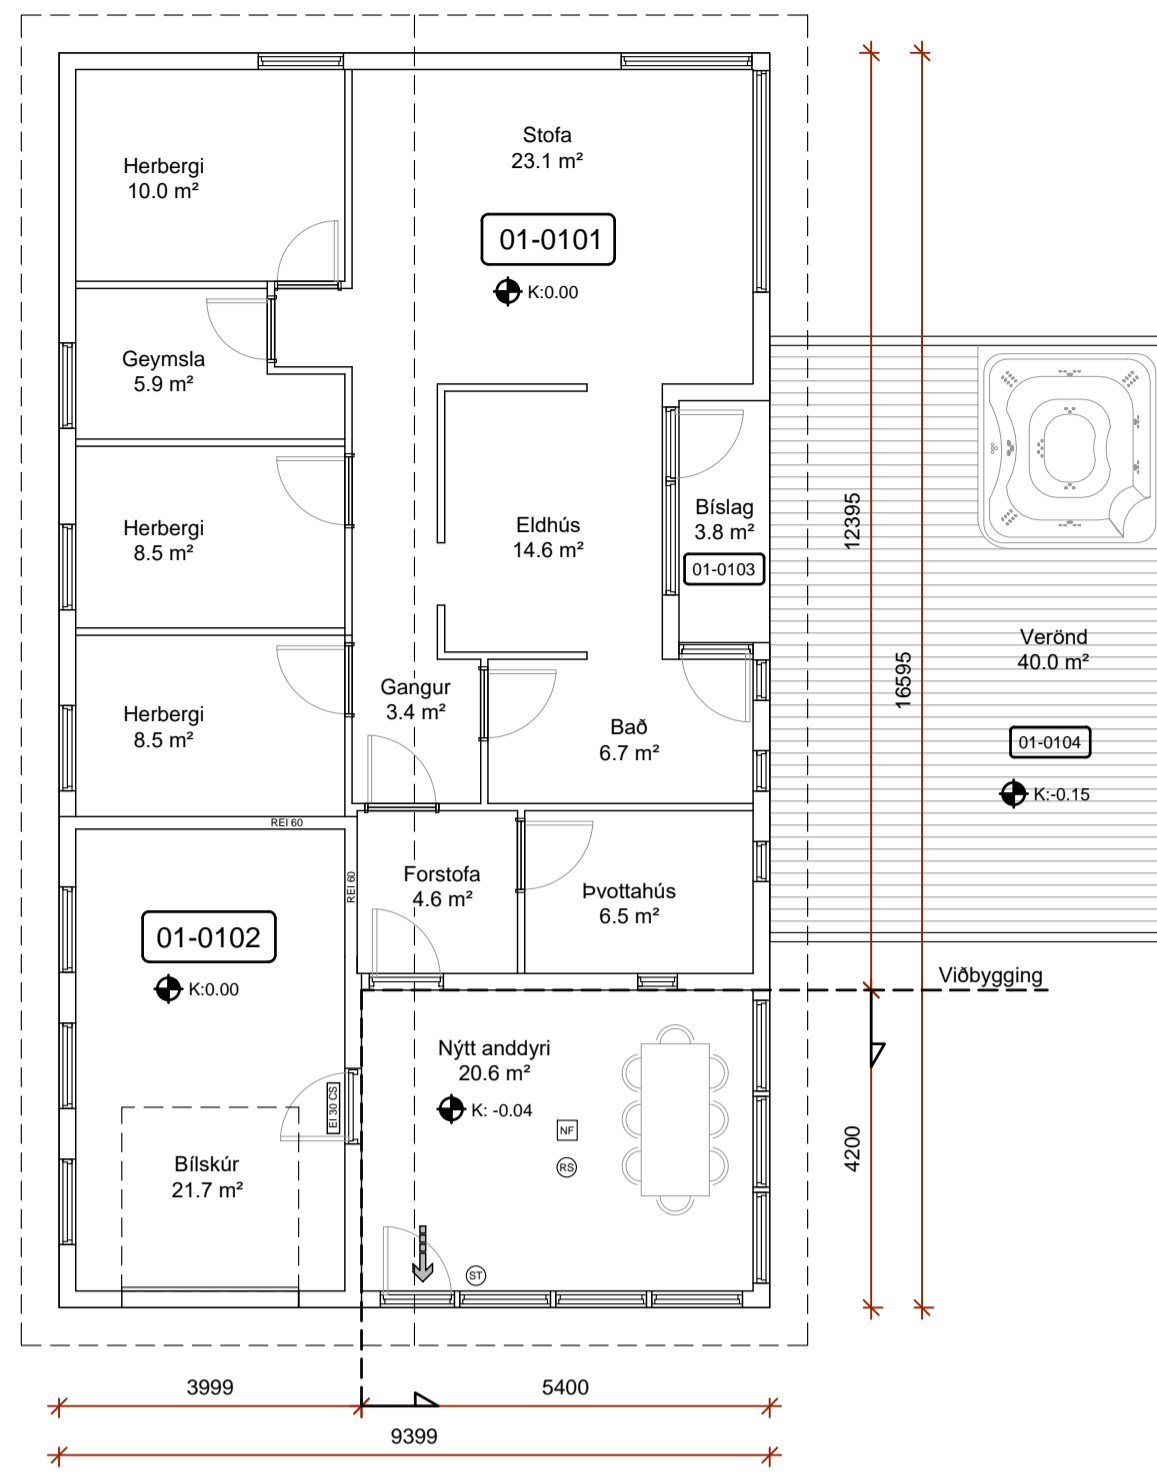 Herbergi
10.0 m²
Stofa
23.1 m²
01-0101
K:0.00
Geymsla
5.9 m²
Herbergi
8.5 m²
Eldhús
14.6 m²
Bíslag
3.8 m²
01-0103
12395
16595
Verönd
40.0 m²
01-0104
K:-0.15
Herbergi
8.5 m²
Gangur
3.4 m²
Bað
6.7 m²
REI 60
REI 60
Forstofa
4.6 m²
Þvottahús
6.5 m²
01-0102
K:0.00
Viðbygging
Nýtt anddyri
20.6 m²
K: -0.04
NF
RS
ST
EI 30 CS
Bílskúr
21.7 m²
4200
3999
5400
9399